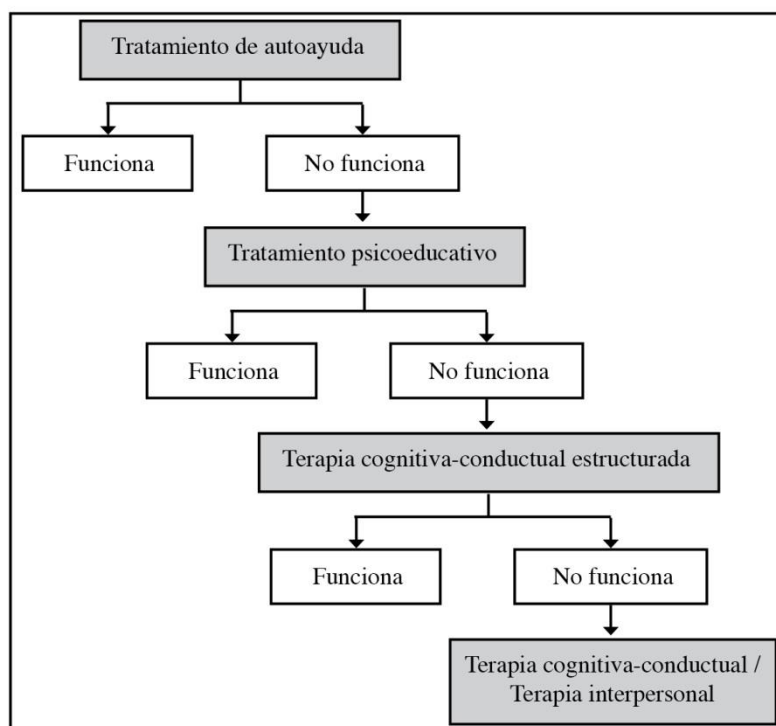 Tratamiento de autoayuda
Funciona
No funciona
Tratamiento psicoeducativo
Funciona
No funciona
Terapia cognitiva-conductual estructurada
Funciona
No funciona
Terapia cognitiva-conductual /
Terapia interpersonal